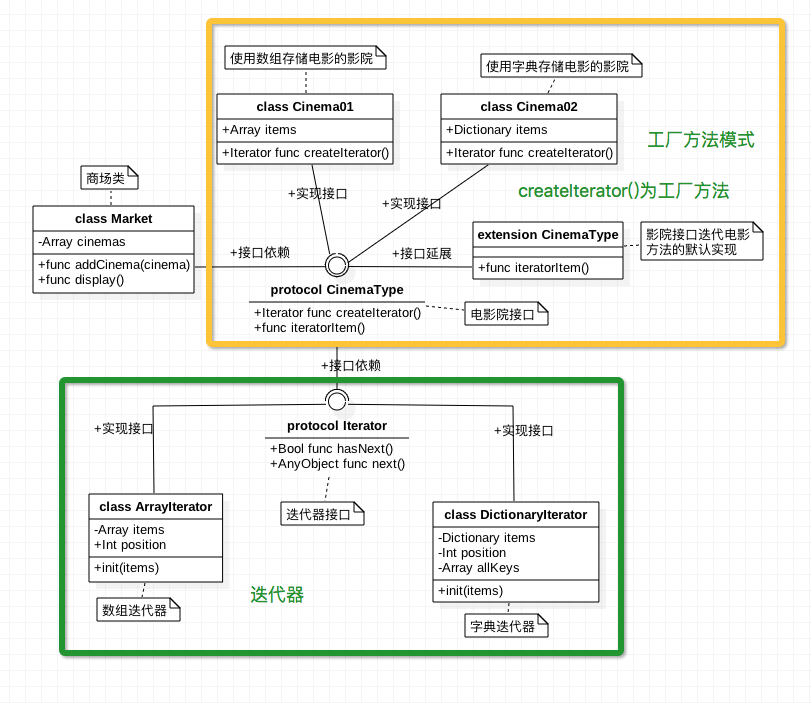 使用数组存储电影的影院
使用字典存储电影的影院
class Cinema01
+Array items
+Iterator func createIterator()
class Cinema02
+Dictionary items
+Iterator func createIterator()
工厂方法模式
createIterator()为工厂方法
商场类
class Market
-Array cinemas
+func addCinema(cinema)
+func display()
+实现接口
+实现接口
+接口依赖
+接口延展
extension CinemaType
+func iteratorItem()
影院接口迭代电影
方法的默认实现
protocol CinemaType
+Iterator func createIterator()
+func iteratorItem()
电影院接口
+接口依赖
+实现接口
+实现接口
protocol Iterator
+Bool func hasNext()
+AnyObject func next()
迭代器接口
class ArrayIterator
-Array items
+Int position
+init(items)
数组迭代器
迭代器
class DictionaryIterator
-Dictionary items
-Int position
-Array allKeys
+init(items)
字典迭代器